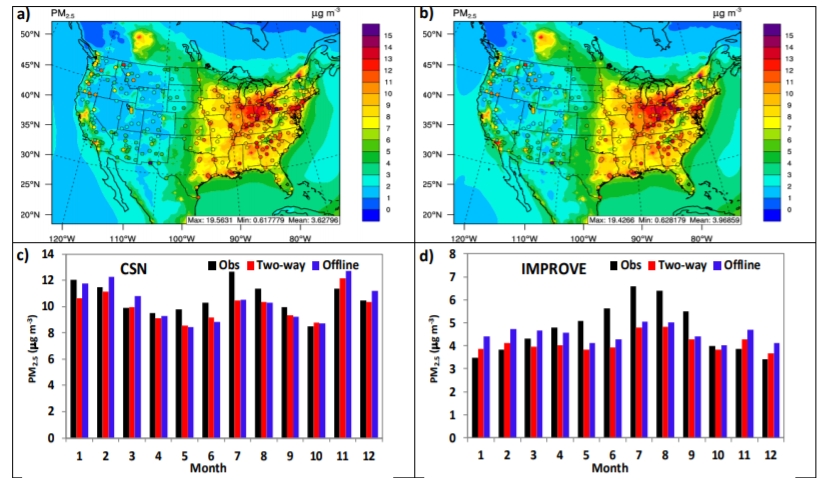 a) PM2.5 µg m-3
15
14
13
12
11
10
9
8
7
6
5
4
3
2
1
0
50°N
45°N
40°N
35°N
30°N
25°N
20°N
Max: 19.5631 Min: 0.617779 Mean: 3.62796
120°W 110°W 100°W 90°W 80°W
b) PM2.5 µg m-3
15
14
13
12
11
10
9
8
7
6
5
4
3
2
1
0
50°N
45°N
40°N
35°N
30°N
25°N
20°N
Max: 19.4266 Min: 0.628179 Mean: 3.96859
120°W 110°W 100°W 90°W 80°W
c) CSN Obs Two-way Offline
14
12
10
8
6
4
2
0
PM2.5 (µg m-3)
1 2 3 4 5 6 7 8 9 10 11 12
Month
d) IMPROVE Obs Two-way Offline
8
7
6
5
4
3
2
1
0
PM2.5 (µg m-3)
1 2 3 4 5 6 7 8 9 10 11 12
Month